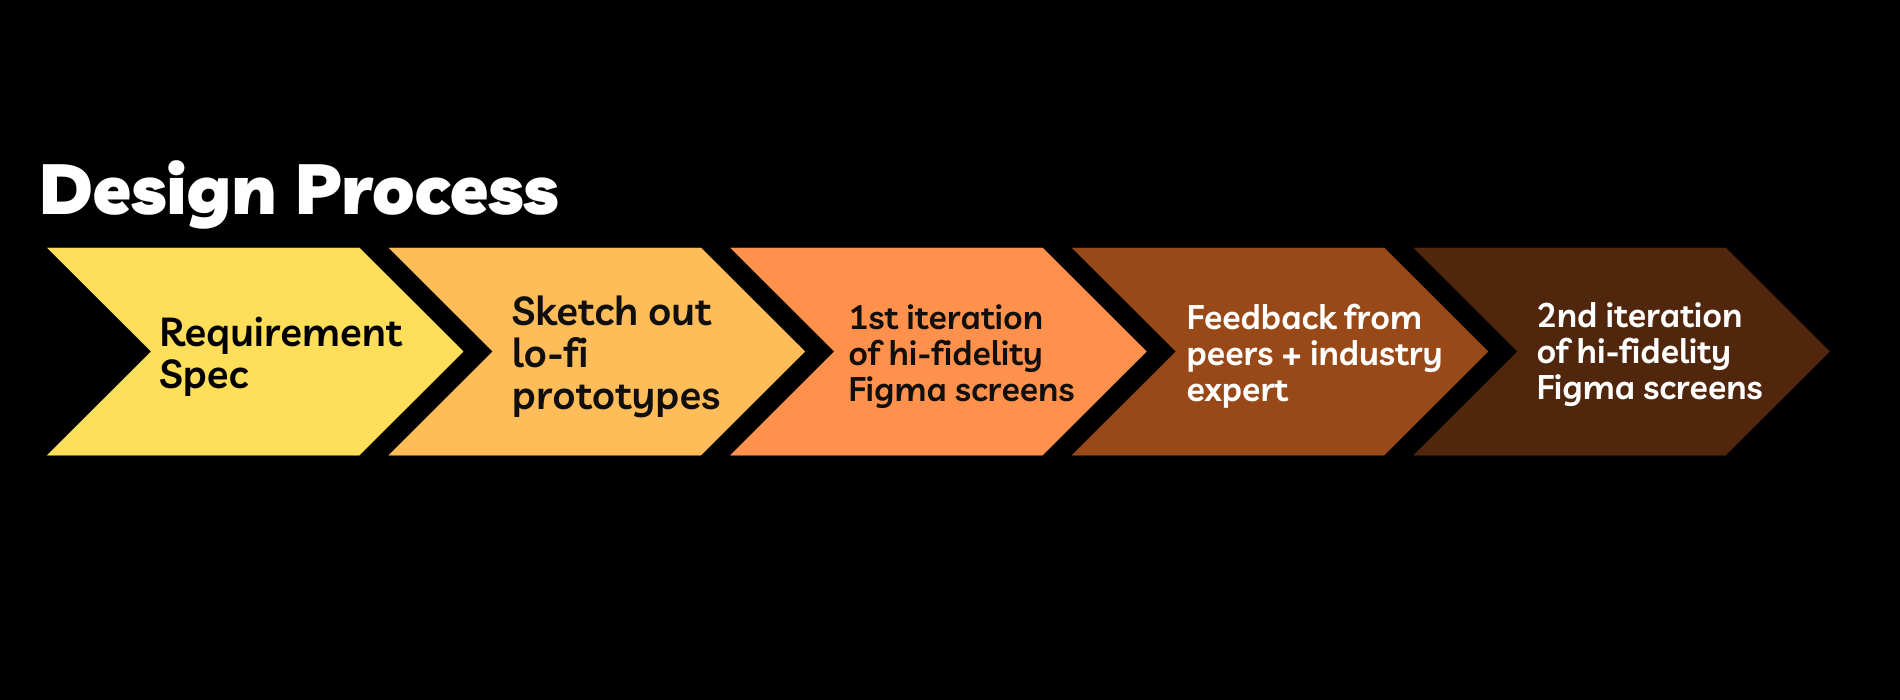 Design Process
Requirement
Spec
Sketch out
lo-fi
prototypes
1st iteration
of hi-fidelity
Figma screens
Feedback from
peers + industry
expert
2nd iteration
of hi-fidelity
Figma screens